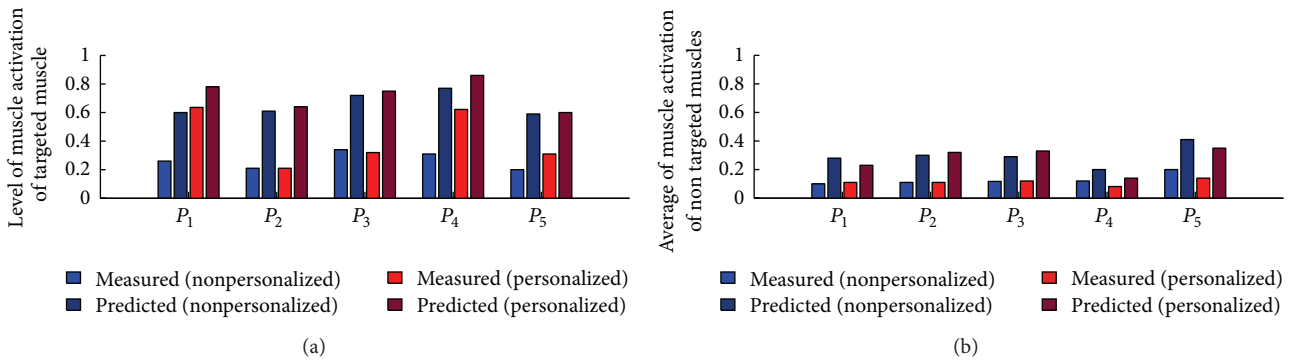 Level of muscle activation
of targeted muscle
1
0.8
0.6
0.4
0.2
0
P1
P2
P3
P4
P5
Measured (nonpersonalized)
Predicted (nonpersonalized)
Measured (personalized)
Predicted (personalized)
(a)
Average of muscle activation
of non targeted muscles
1
0.8
0.6
0.4
0.2
0
P1
P2
P3
P4
P5
Measured (nonpersonalized)
Predicted (nonpersonalized)
Measured (personalized)
Predicted (personalized)
(b)